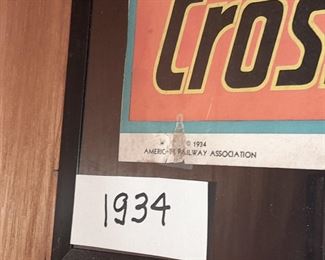 Cros
© 1934
AMERICAN RAILWAY ASSOCIATION
1934